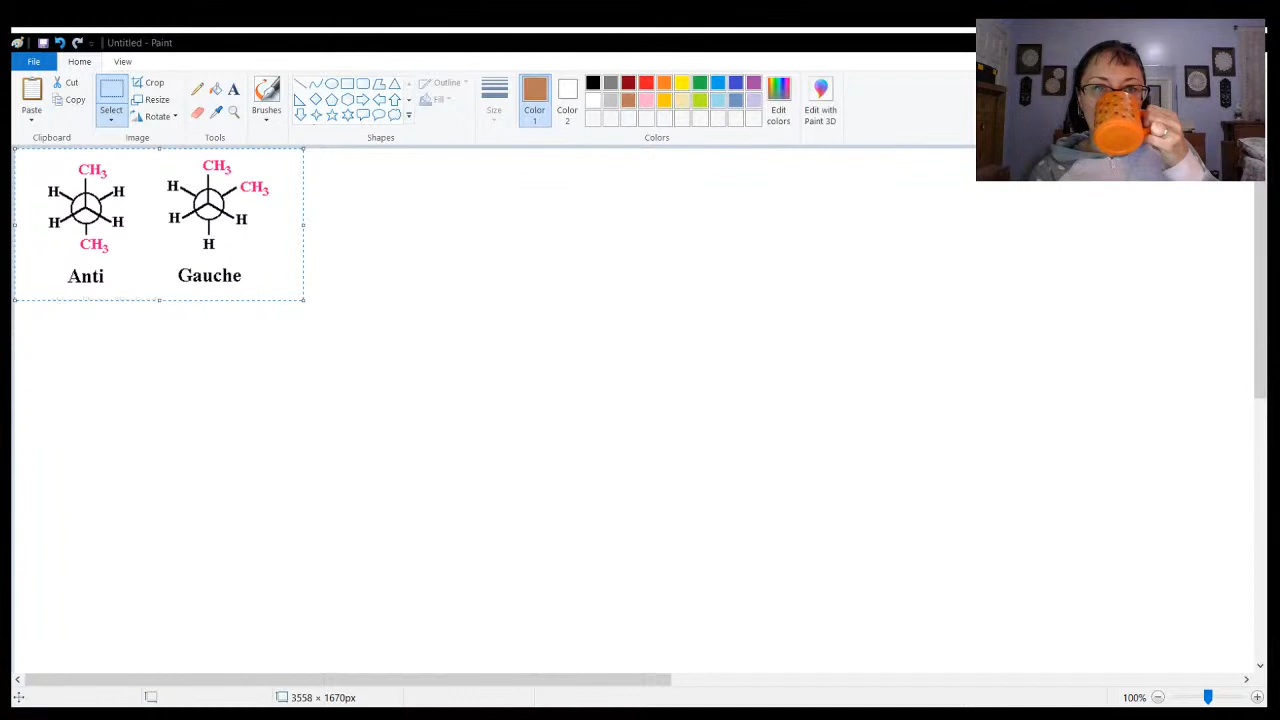 Untitled - Paint
File Home View
Paste
Cut
Copy
Clipboard
Select
Crop
Resize
Rotate
Image
Tools
Brushes
Shapes
Outline
Fill
Size
Color 1
Color 2
Edit colors
Colors
Edit with Paint 3D
CH3
H H
H H
CH3
Anti
CH3
H CH3
H H
H
Gauche
3558 × 1670px
100%